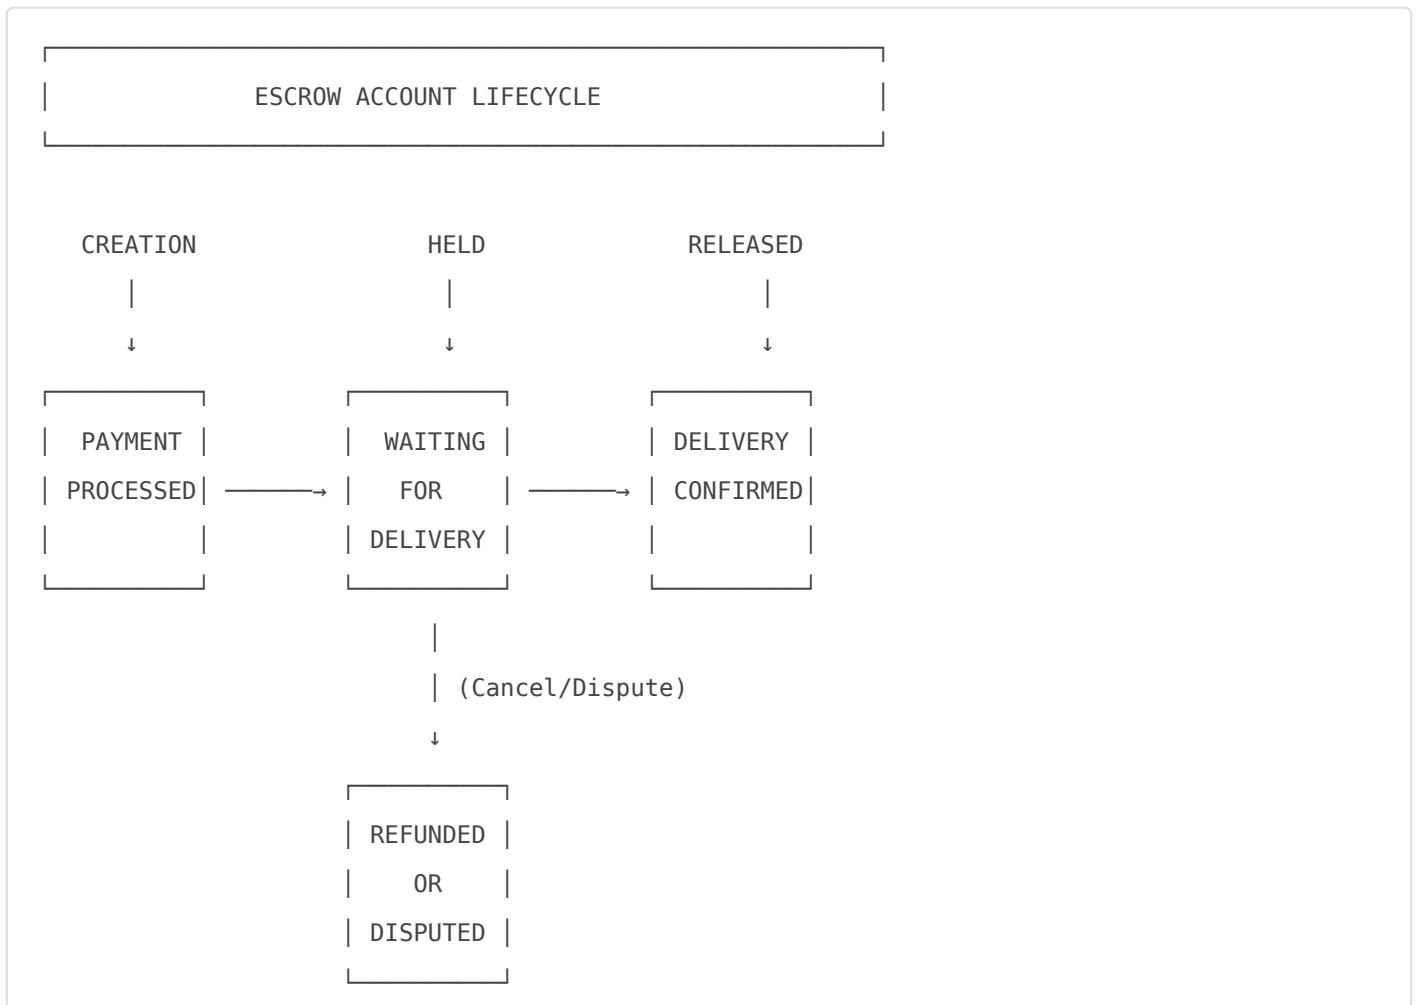 ESCROW ACCOUNT LIFECYCLE
CREATION HELD RELEASED
PAYMENT WAITING DELIVERY
PROCESSED FOR CONFIRMED
DELIVERY
(Cancel/Dispute)
REFUNDED
OR
DISPUTED